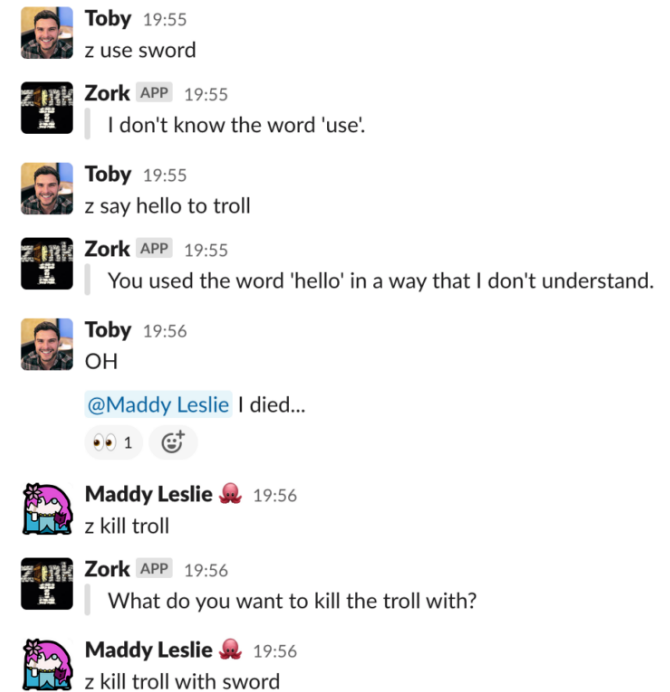 Toby 19:55
z use sword
Zork APP 19:55
I don't know the word 'use'.
Toby 19:55
z say hello to troll
Zork APP 19:55
You used the word 'hello' in a way that I don't understand.
Toby 19:56
OH
@Maddy Leslie I died...
1
Maddy Leslie 19:56
z kill troll
Zork APP 19:56
What do you want to kill the troll with?
Maddy Leslie 19:56
z kill troll with sword